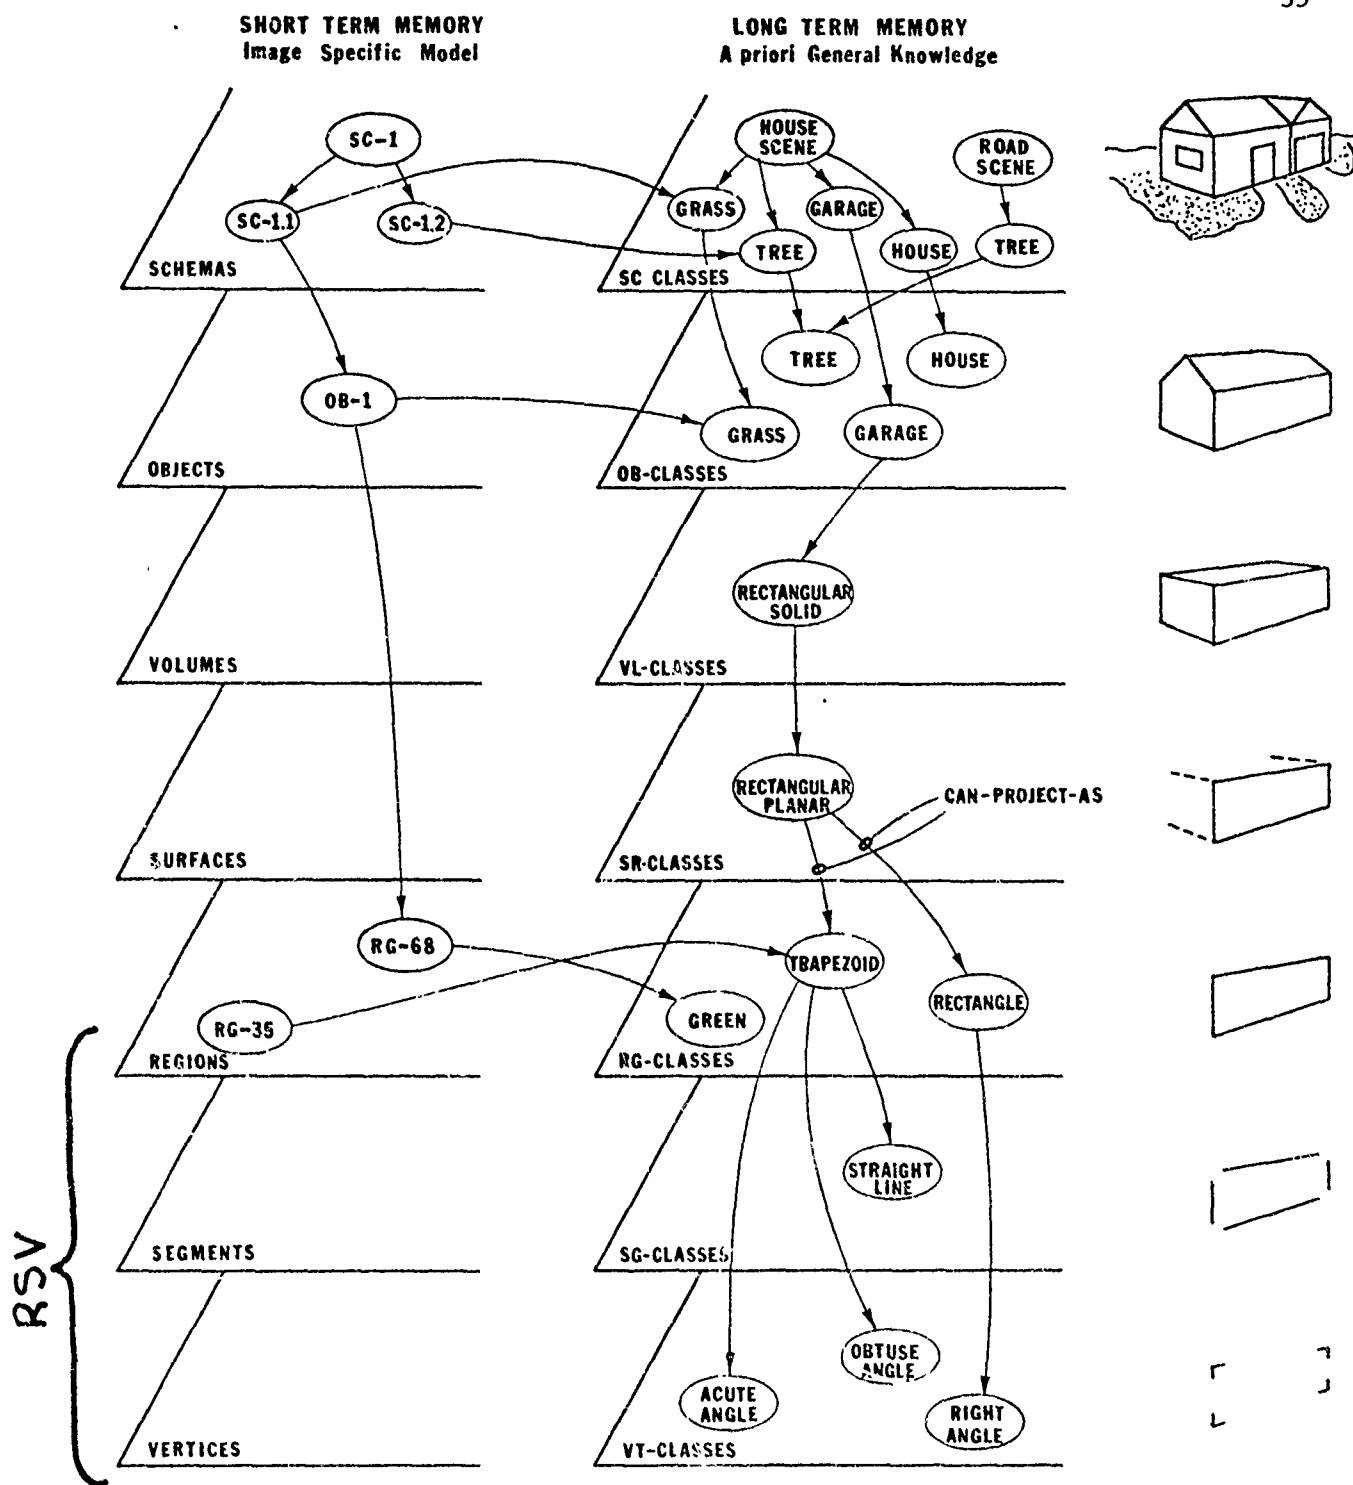 SHORT TERM MEMORY
Image Specific Model
LONG TERM MEMORY
A priori General Knowledge
SC-1
SC-1.1
SC-1.2
SCHEMAS
HOUSE
SCENE
ROAD
SCENE
GRASS
GARAGE
TREE
HOUSE
TREE
SC CLASSES
OB-1
OBJECTS
TREE
HOUSE
GRASS
GARAGE
OB-CLASSES
VOLUMES
RECTANGULAR
SOLID
VL-CLASSES
SURFACES
RECTANGULAR
PLANAR
CAN-PROJECT-AS
SR-CLASSES
RG-68
RG-35
REGIONS
TRAPEZOID
RECTANGLE
GREEN
RG-CLASSES
SEGMENTS
STRAIGHT
LINE
SG-CLASSES
RSV
VERTICES
OBTUSE
ANGLE
ACUTE
ANGLE
RIGHT
ANGLE
VT-CLASSES